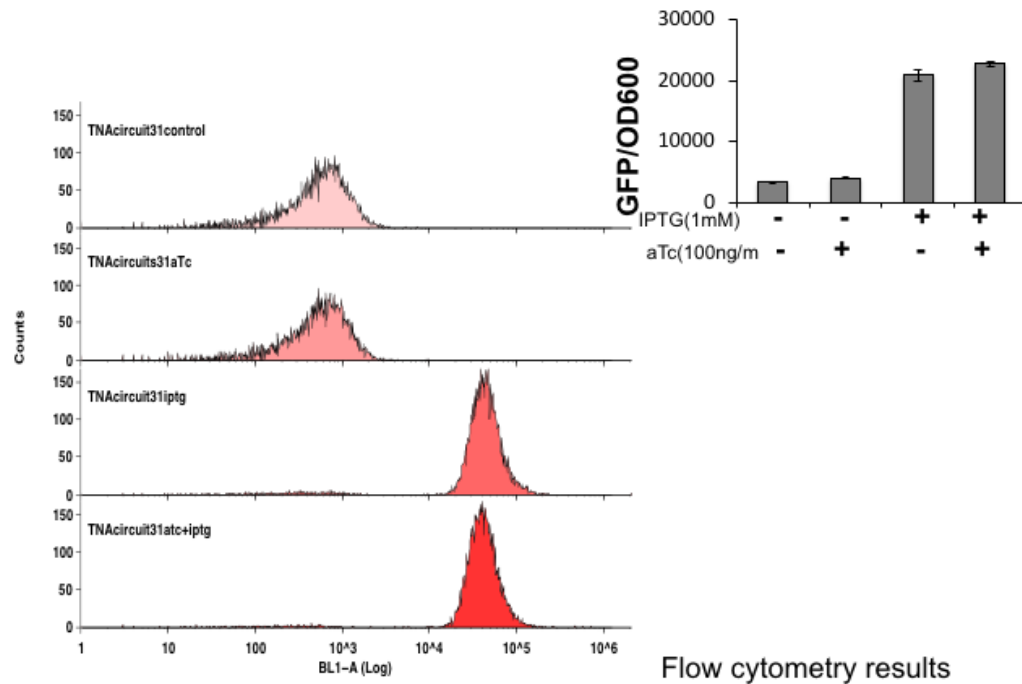 TNAcircuit31control
150
100
50
0
TNAcircuits31aTc
150
100
50
0
TNAcircuit31iptg
150
100
50
0
TNAcircuit31atc+iptg
150
100
50
0
Counts
1 10 100 10^3 10^4 10^5 10^6
BL1-A (Log)
GFP/OD600
30000
20000
10000
0
IPTG(1mM) - - + +
aTc(100ng/m - + - +
Flow cytometry results